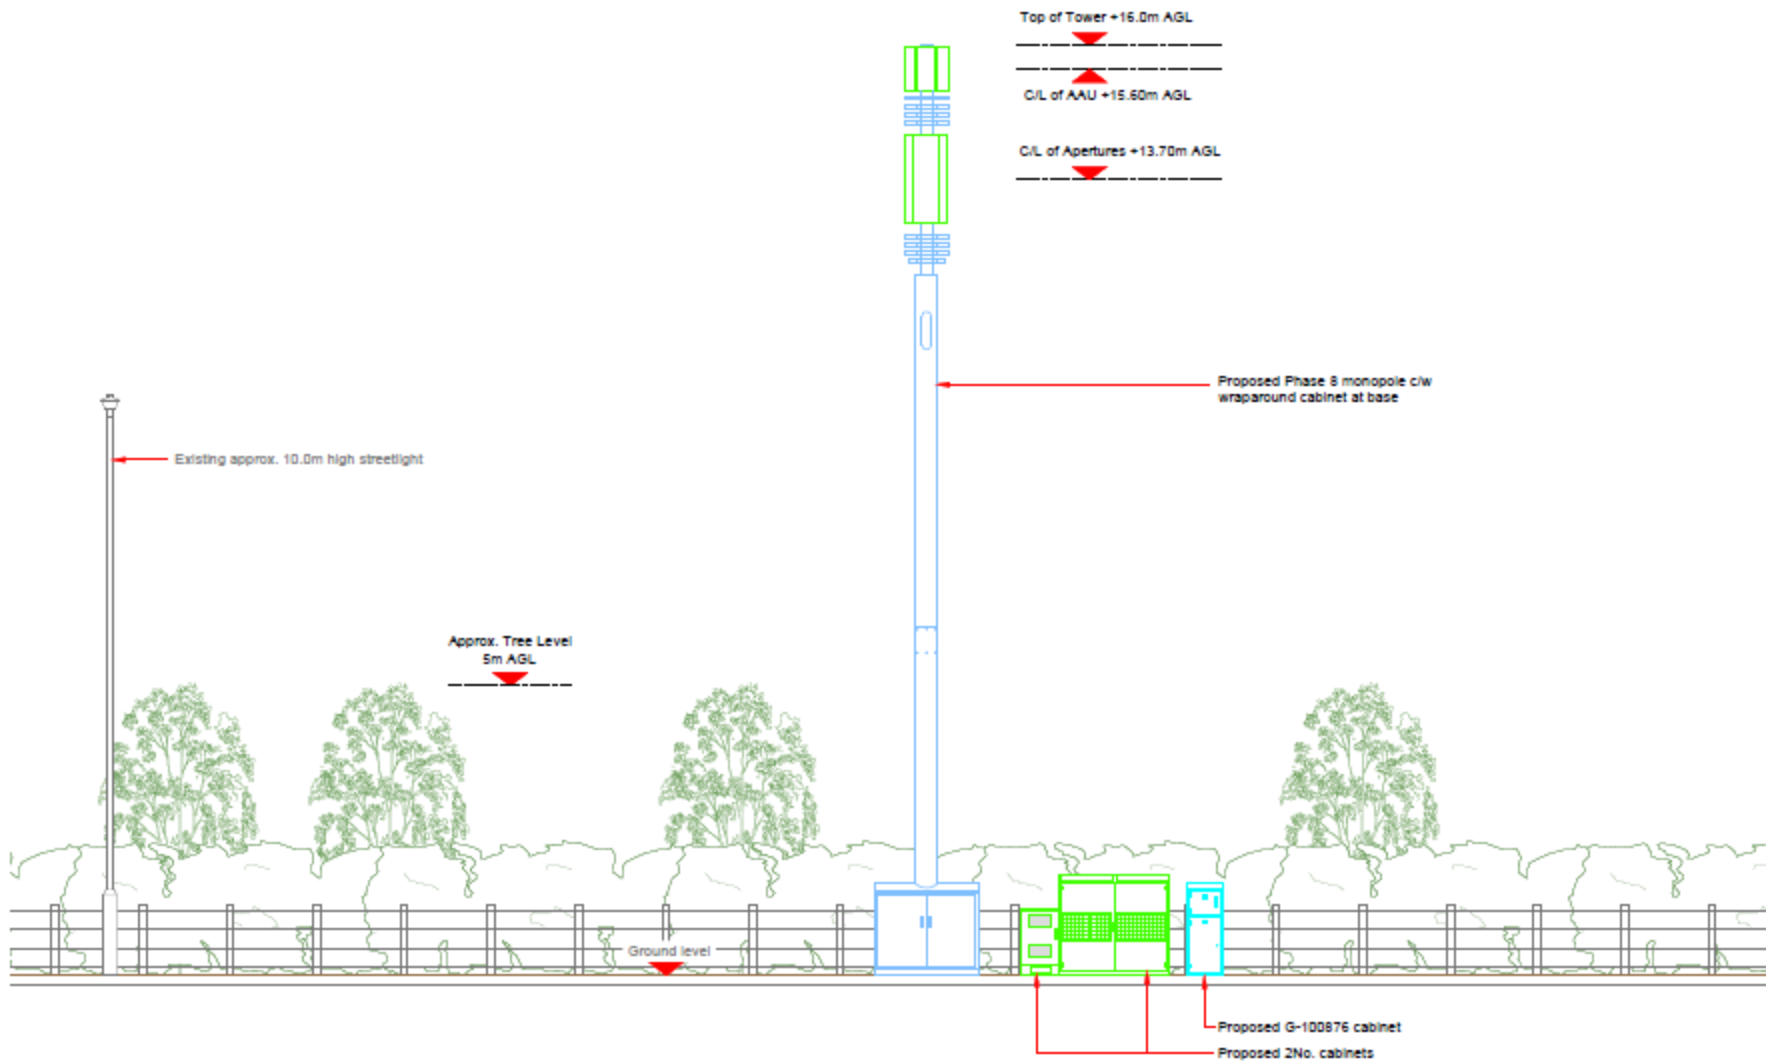 Top of Tower +16.0m AGL
C/L of AAU +15.60m AGL
C/L of Apertures +13.70m AGL
Proposed Phase 8 monopole c/w
wraparound cabinet at base
Existing approx. 10.0m high streetlight
Approx. Tree Level
5m AGL
Ground level
Proposed G-100876 cabinet
Proposed 2No. cabinets